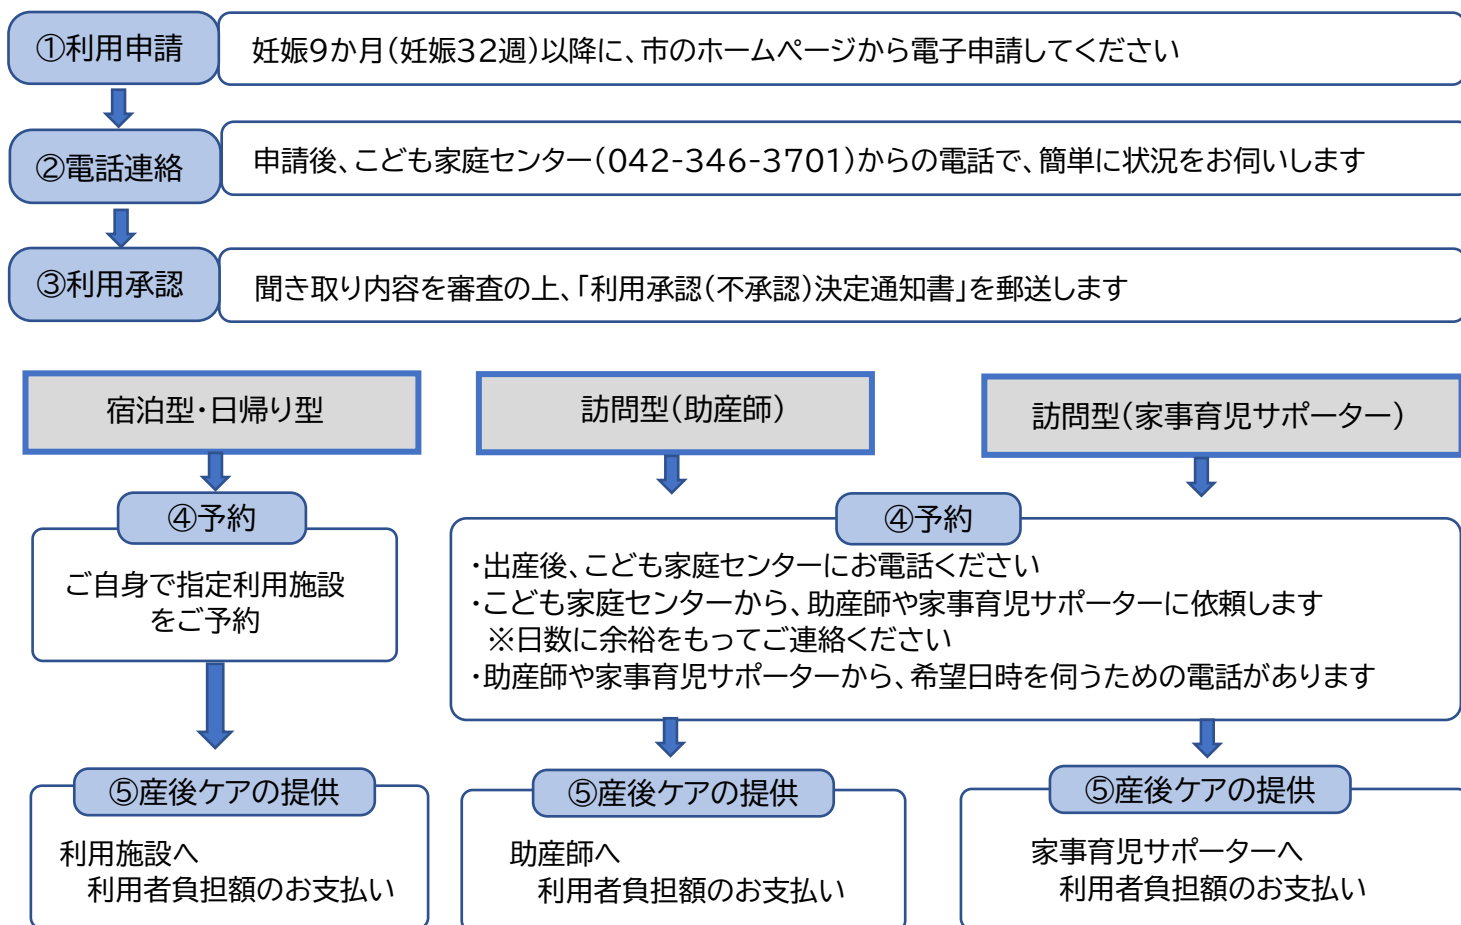 ①利用申請
妊娠9か月(妊娠32週)以降に、市のホームページから電子申請してください
②電話連絡
申請後、こども家庭センター(042-346-3701)からの電話で、簡単に状況をお伺いします
③利用承認
聞き取り内容を審査の上、「利用承認(不承認)決定通知書」を郵送します
宿泊型・日帰り型
訪問型(助産師)
訪問型(家事育児サポーター)
④予約
ご自身で指定利用施設
をご予約
④予約
・出産後、こども家庭センターにお電話ください
・こども家庭センターから、助産師や家事育児サポーターに依頼します
※日数に余裕をもってご連絡ください
・助産師や家事育児サポーターから、希望日時を伺うための電話があります
⑤産後ケアの提供
利用施設へ
利用者負担額のお支払い
⑤産後ケアの提供
助産師へ
利用者負担額のお支払い
⑤産後ケアの提供
家事育児サポーターへ
利用者負担額のお支払い